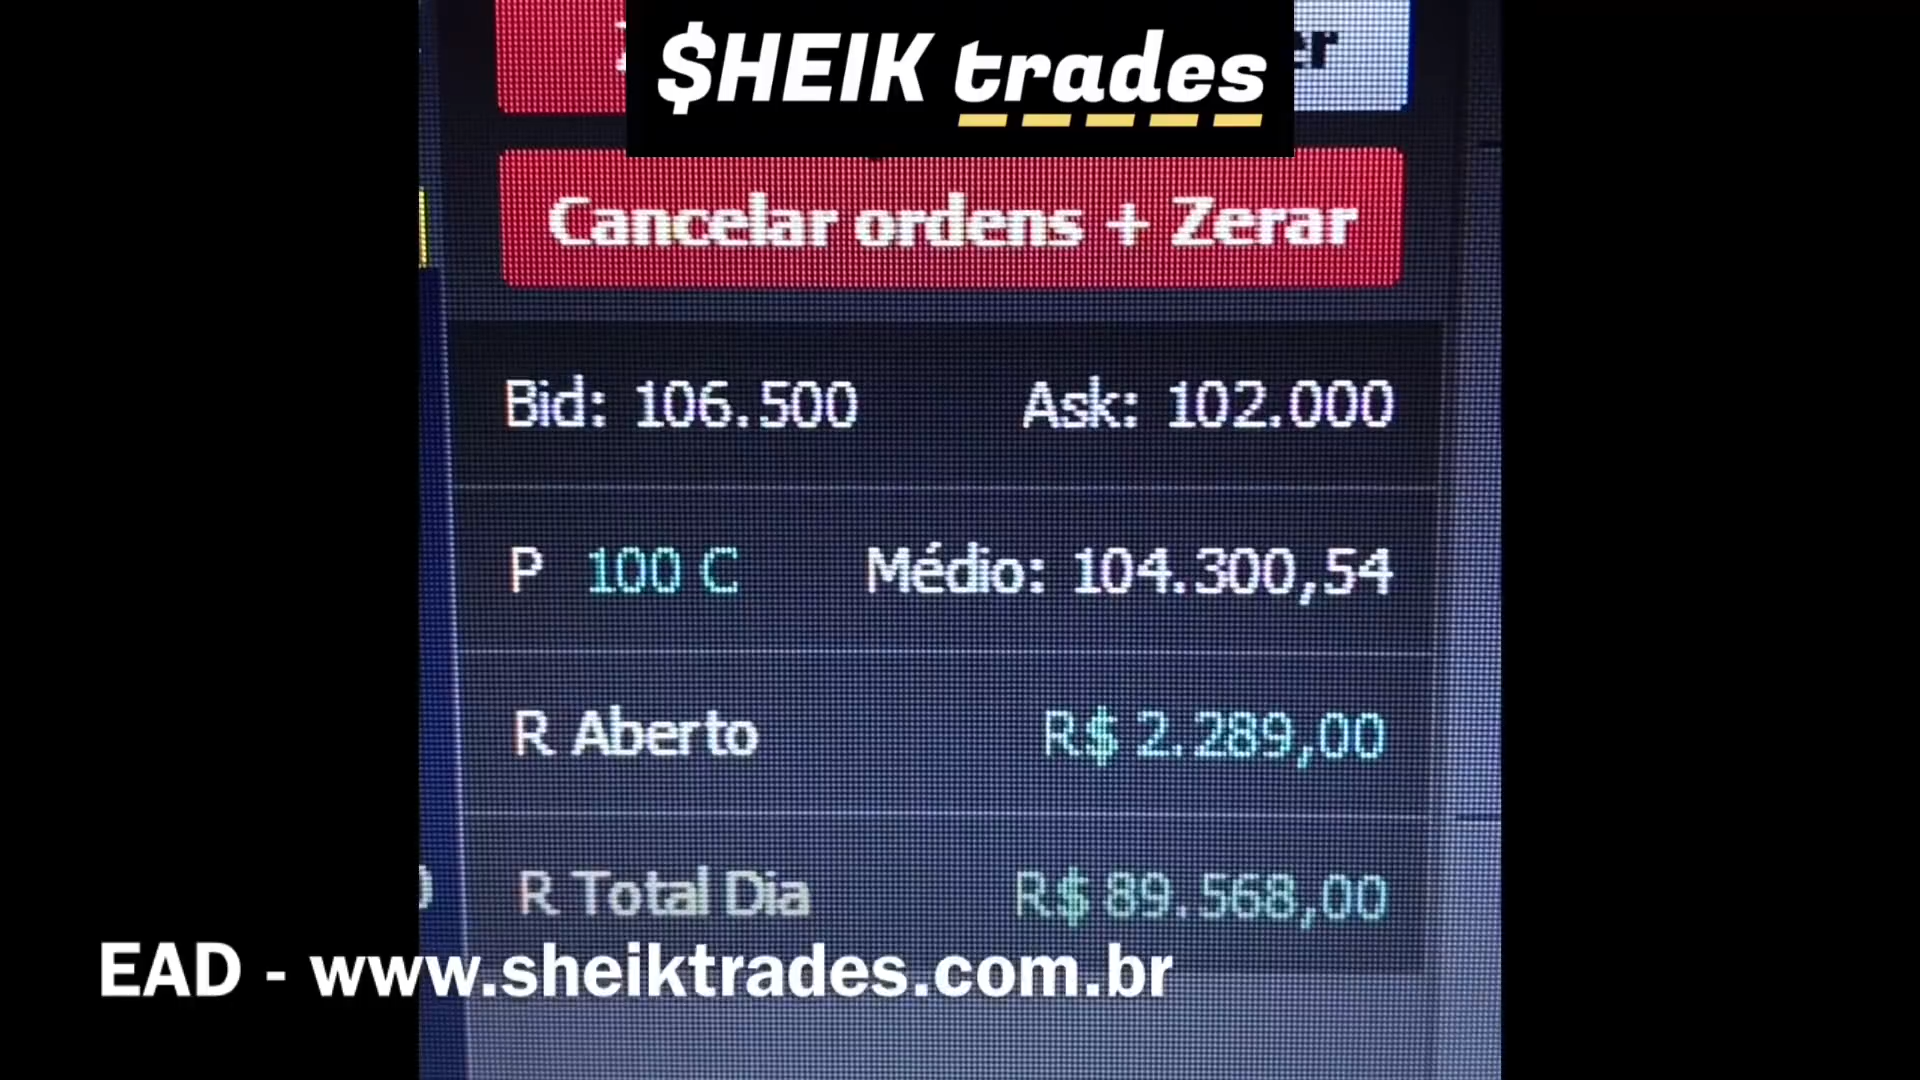 $HEIK trades
Cancelar ordens + Zerar
Bid: 106.500 Ask: 102.000
P 100 C Médio: 104.300,54
R Aberto R$ 2.289,00
R Total Dia R$ 89.568,00
EAD - www.sheiktrades.com.br